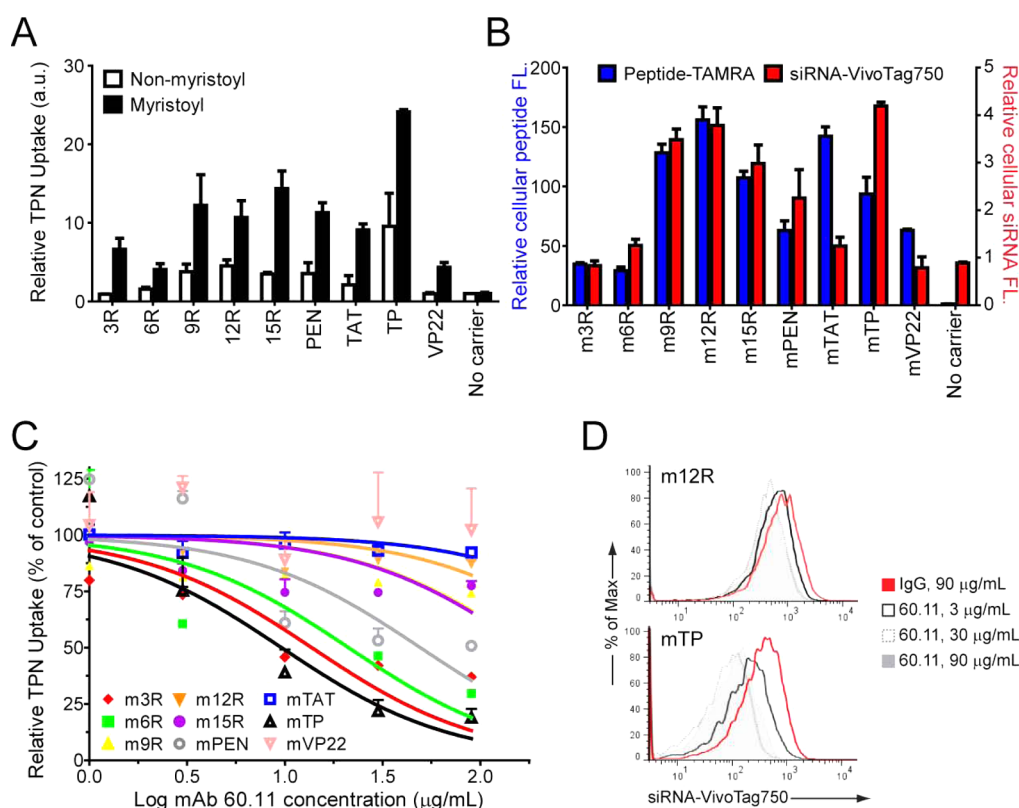 A
Relative TPN Uptake (a.u.)
30
20
10
0
Non-myristoyl
Myristoyl
3R
6R
9R
12R
15R
PEN
TAT
TP
VP22
No carrier
B
Relative cellular peptide FL.
200
150
100
50
0
Peptide-TAMRA
siRNA-VivoTag750
5
4
3
2
1
0
Relative cellular siRNA FL.
m3R
m6R
m9R
m12R
m15R
mPEN
mTAT
mTP
mVP22
No carrier
C
Relative TPN Uptake (% of control)
125
100
75
50
25
0
m3R m12R mTAT
m6R m15R mTP
m9R mPEN mVP22
0.0 0.5 1.0 1.5 2.0
Log mAb 60.11 concentration (µg/mL)
D
% of Max
m12R
100
80
60
40
20
0
10¹ 10² 10³ 10⁴
mTP
100
80
60
40
20
0
10¹ 10² 10³ 10⁴
siRNA-VivoTag750
IgG, 90 µg/mL
60.11, 3 µg/mL
60.11, 30 µg/mL
60.11, 90 µg/mL